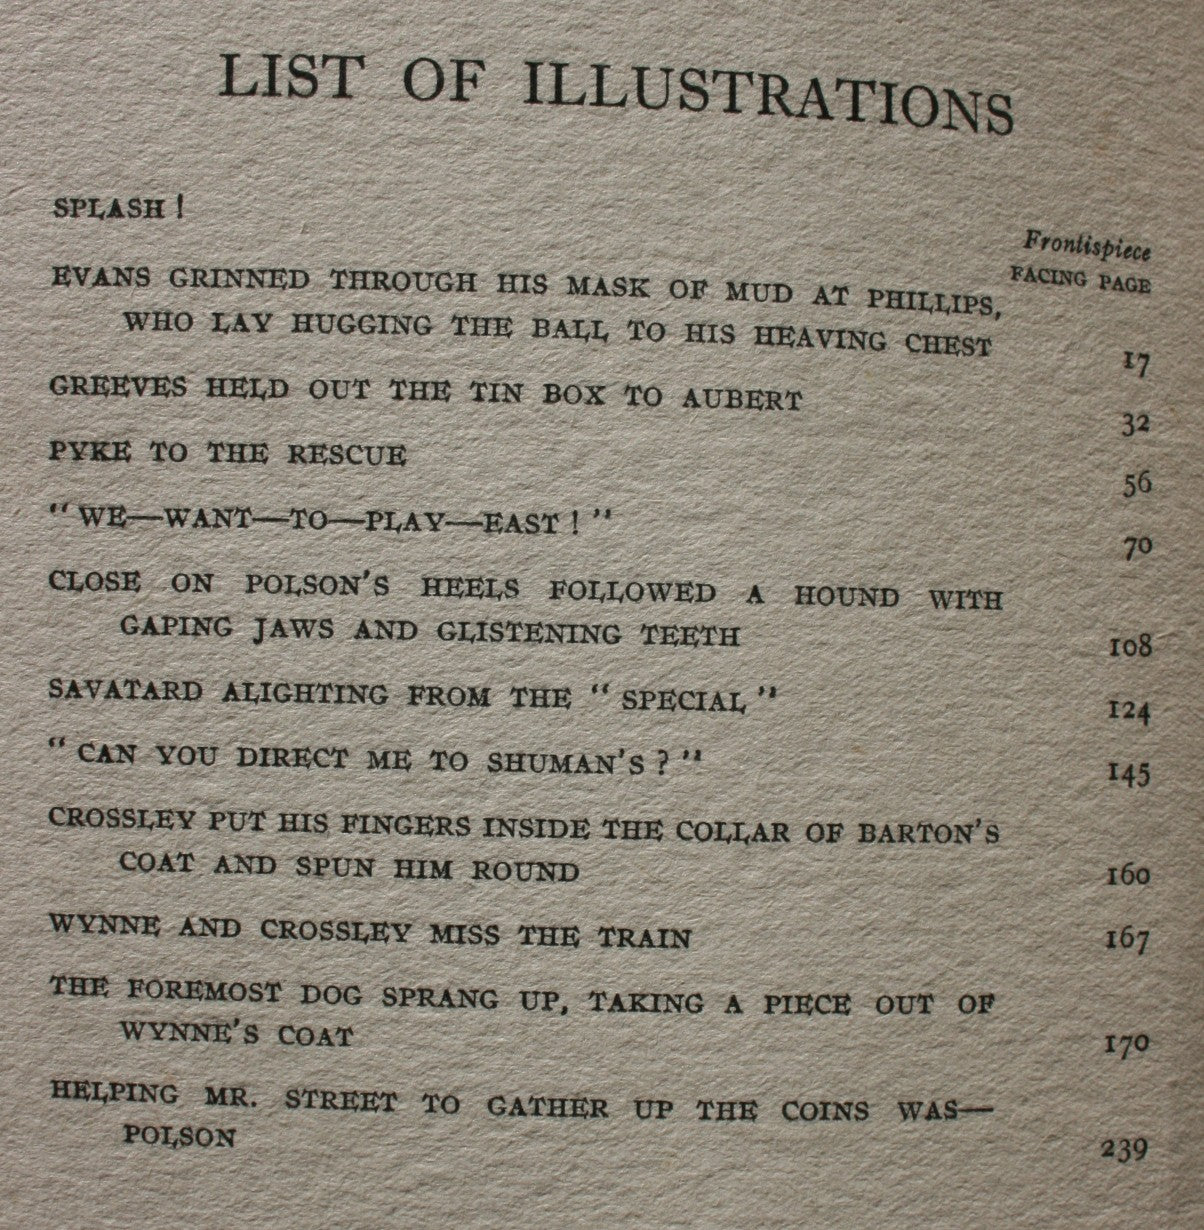 LIST OF ILLUSTRATIONS
SPLASH!
Frontispiece
FACING PAGE
EVANS GRINNED THROUGH HIS MASK OF MUD AT PHILLIPS,
WHO LAY HUGGING THE BALL TO HIS HEAVING CHEST 17
GREEVES HELD OUT THE TIN BOX TO AUBERT 32
PYKE TO THE RESCUE 56
"WE—WANT—TO—PLAY—EAST!" 70
CLOSE ON POLSON'S HEELS FOLLOWED A HOUND WITH
GAPING JAWS AND GLISTENING TEETH 108
SAVATARD ALIGHTING FROM THE "SPECIAL" 124
"CAN YOU DIRECT ME TO SHUMAN'S?" 145
CROSSLEY PUT HIS FINGERS INSIDE THE COLLAR OF BARTON'S
COAT AND SPUN HIM ROUND 160
WYNNE AND CROSSLEY MISS THE TRAIN 167
THE FOREMOST DOG SPRANG UP, TAKING A PIECE OUT OF
WYNNE'S COAT 170
HELPING MR. STREET TO GATHER UP THE COINS WAS—
POLSON 239